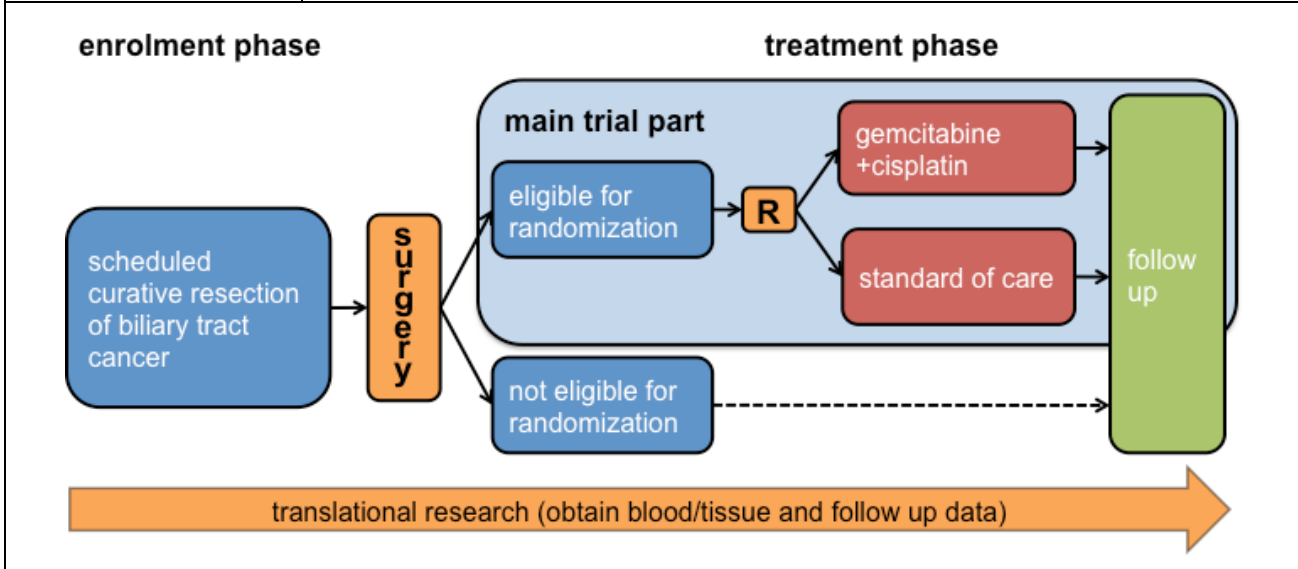 enrolment phase
treatment phase
main trial part
scheduled
curative resection
of biliary tract
cancer
surgery
eligible for
randomization
R
gemcitabine
+cisplatin
standard of care
follow
up
not eligible for
randomization
translational research (obtain blood/tissue and follow up data)